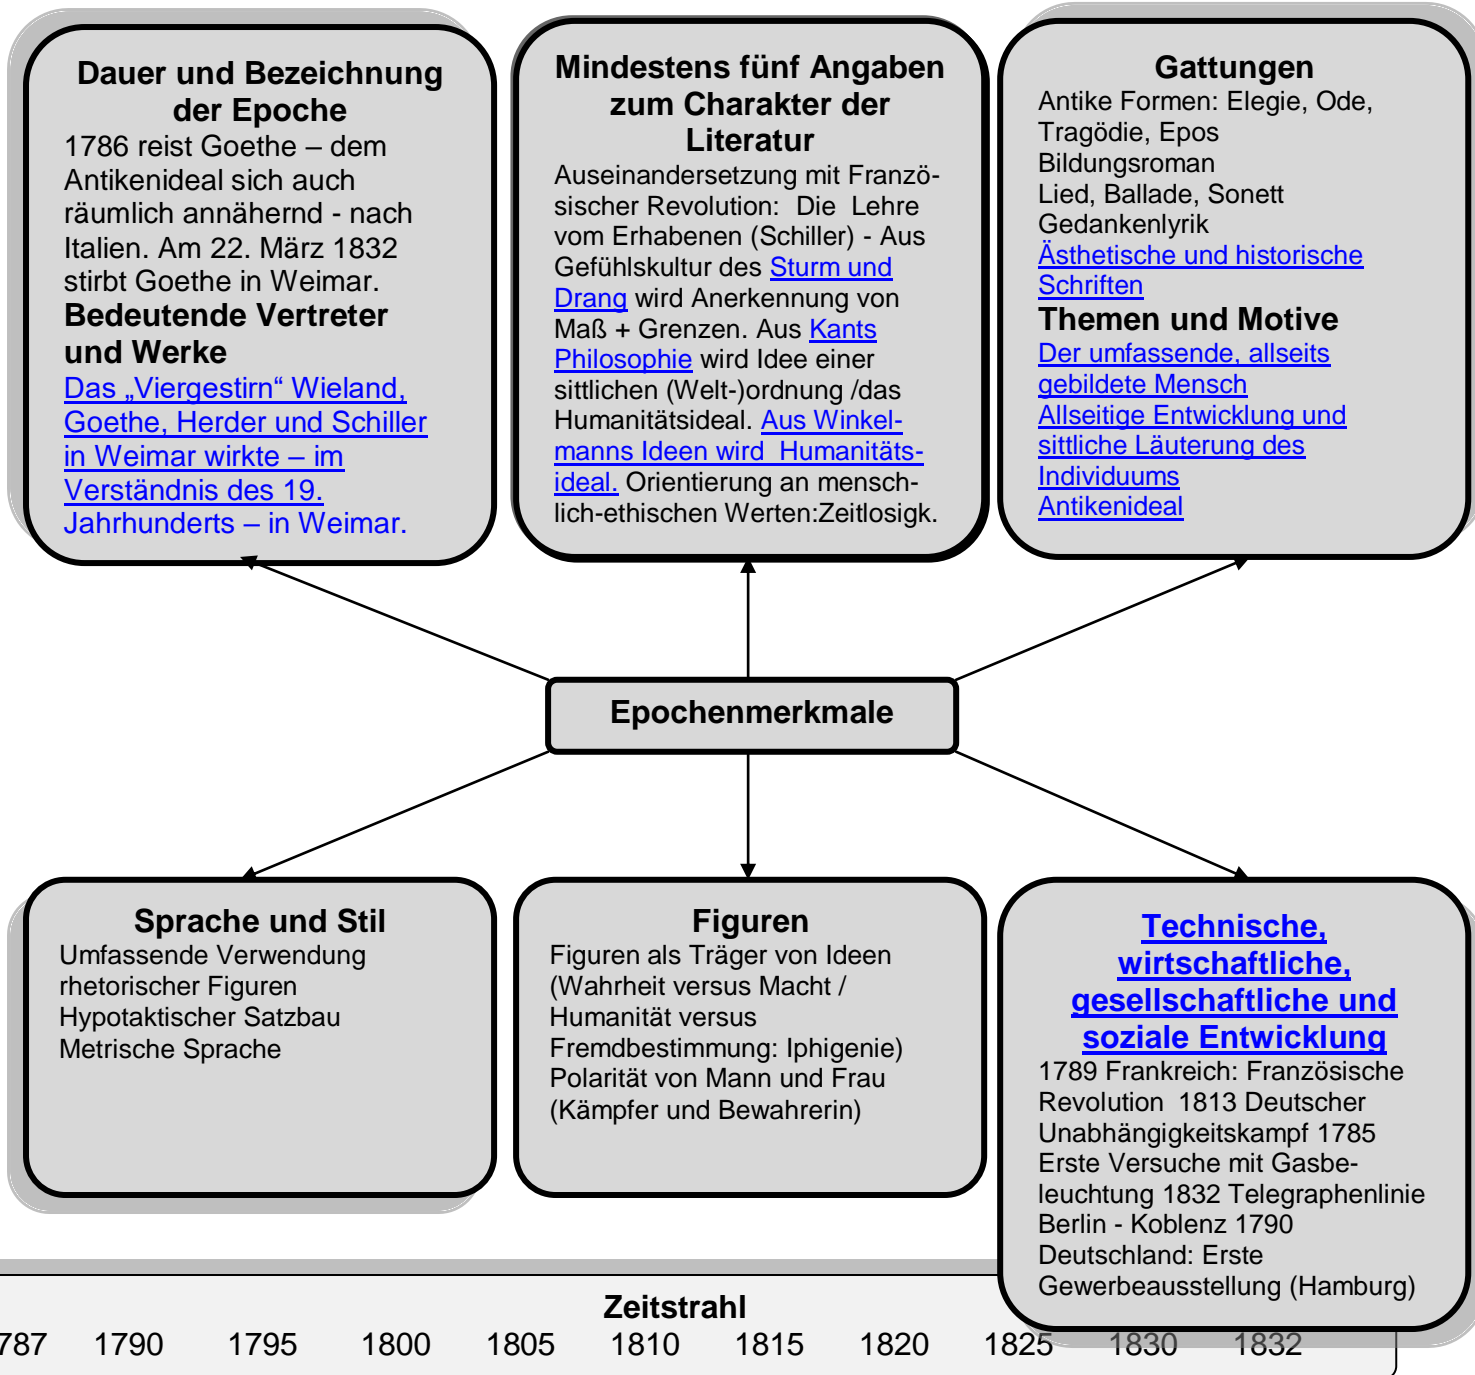 Dauer und Bezeichnung
der Epoche
1786 reist Goethe – dem
Antikenideal sich auch
räumlich annähernd - nach
Italien. Am 22. März 1832
stirbt Goethe in Weimar.
Bedeutende Vertreter
und Werke
Das „Viergestirn“ Wieland,
Goethe, Herder und Schiller
in Weimar wirkte – im
Verständnis des 19.
Jahrhunderts – in Weimar.
Mindestens fünf Angaben
zum Charakter der
Literatur
Auseinandersetzung mit Franzö-
sischer Revolution: Die Lehre
vom Erhabenen (Schiller) - Aus
Gefühlskultur des Sturm und
Drang wird Anerkennung von
Maß + Grenzen. Aus Kants
Philosophie wird Idee einer
sittlichen (Welt-)ordnung /das
Humanitätsideal. Aus Winkel-
manns Ideen wird Humanitäts-
ideal. Orientierung an mensch-
lich-ethischen Werten:Zeitlosigk.
Gattungen
Antike Formen: Elegie, Ode,
Tragödie, Epos
Bildungsroman
Lied, Ballade, Sonett
Gedankenlyrik
Ästhetische und historische
Schriften
Themen und Motive
Der umfassende, allseits
gebildete Mensch
Allseitige Entwicklung und
sittliche Läuterung des
Individuums
Antikenideal
Epochenmerkmale
Sprache und Stil
Umfassende Verwendung
rhetorischer Figuren
Hypotaktischer Satzbau
Metrische Sprache
Figuren
Figuren als Träger von Ideen
(Wahrheit versus Macht /
Humanität versus
Fremdbestimmung: Iphigenie)
Polarität von Mann und Frau
(Kämpfer und Bewahrerin)
Technische,
wirtschaftliche,
gesellschaftliche und
soziale Entwicklung
1789 Frankreich: Französische
Revolution 1813 Deutscher
Unabhängigkeitskampf 1785
Erste Versuche mit Gasbe-
leuchtung 1832 Telegraphenlinie
Berlin - Koblenz 1790
Deutschland: Erste
Gewerbeausstellung (Hamburg)
Zeitstrahl
787 1790 1795 1800 1805 1810 1815 1820 1825 1830 1832